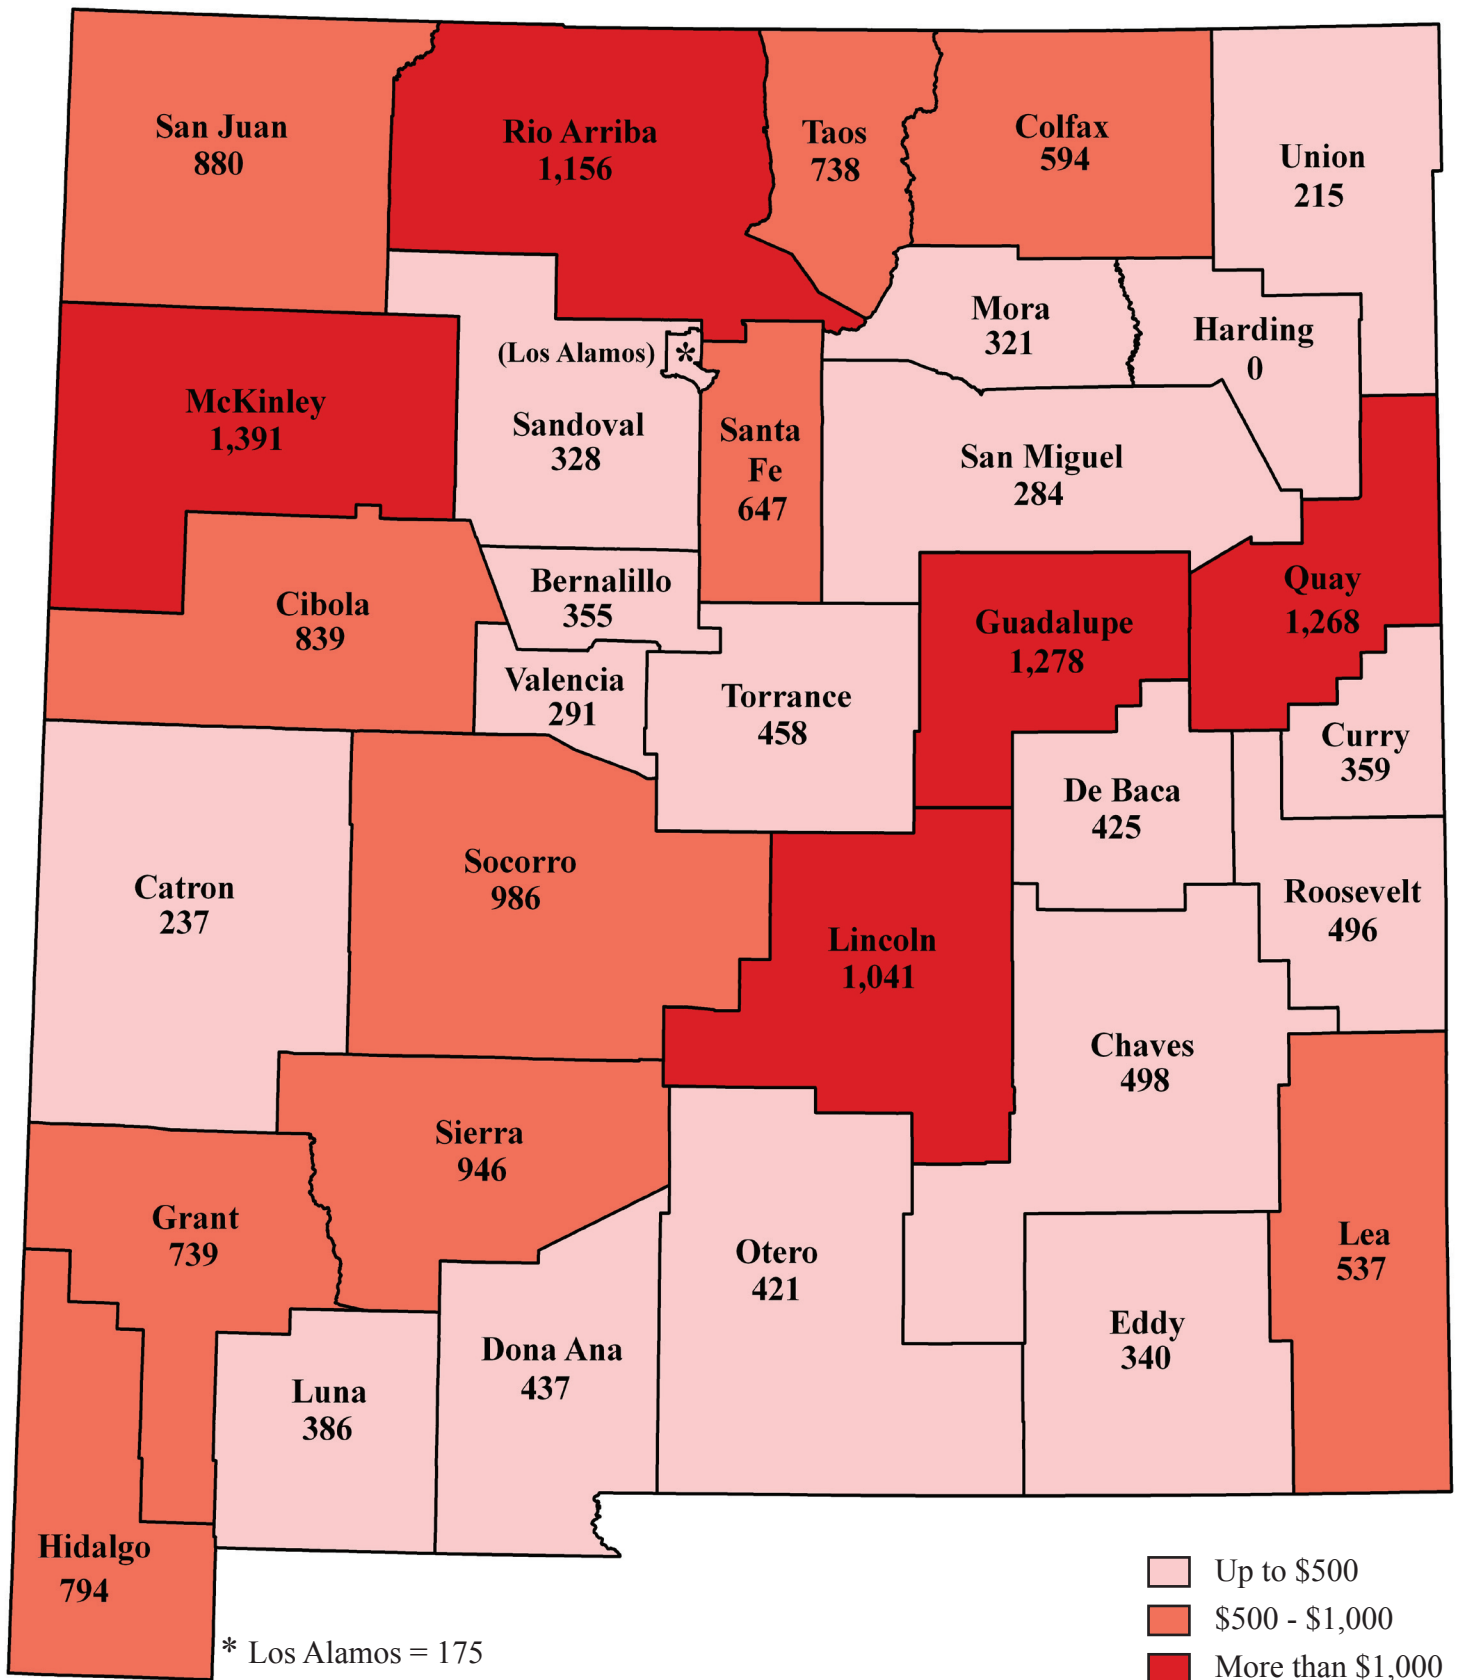 San Juan
880
Rio Arriba
1,156
Taos
738
Colfax
594
Union
215
Mora
321
Harding
0
(Los Alamos)
*
McKinley
1,391
Sandoval
328
Santa
Fe
647
San Miguel
284
Quay
1,268
Cibola
839
Bernalillo
355
Guadalupe
1,278
Valencia
291
Torrance
458
Curry
359
De Baca
425
Catron
237
Socorro
986
Roosevelt
496
Lincoln
1,041
Chaves
498
Sierra
946
Grant
739
Otero
421
Lea
537
Eddy
340
Dona Ana
437
Luna
386
Hidalgo
794
* Los Alamos = 175
Up to $500
$500 - $1,000
More than $1,000